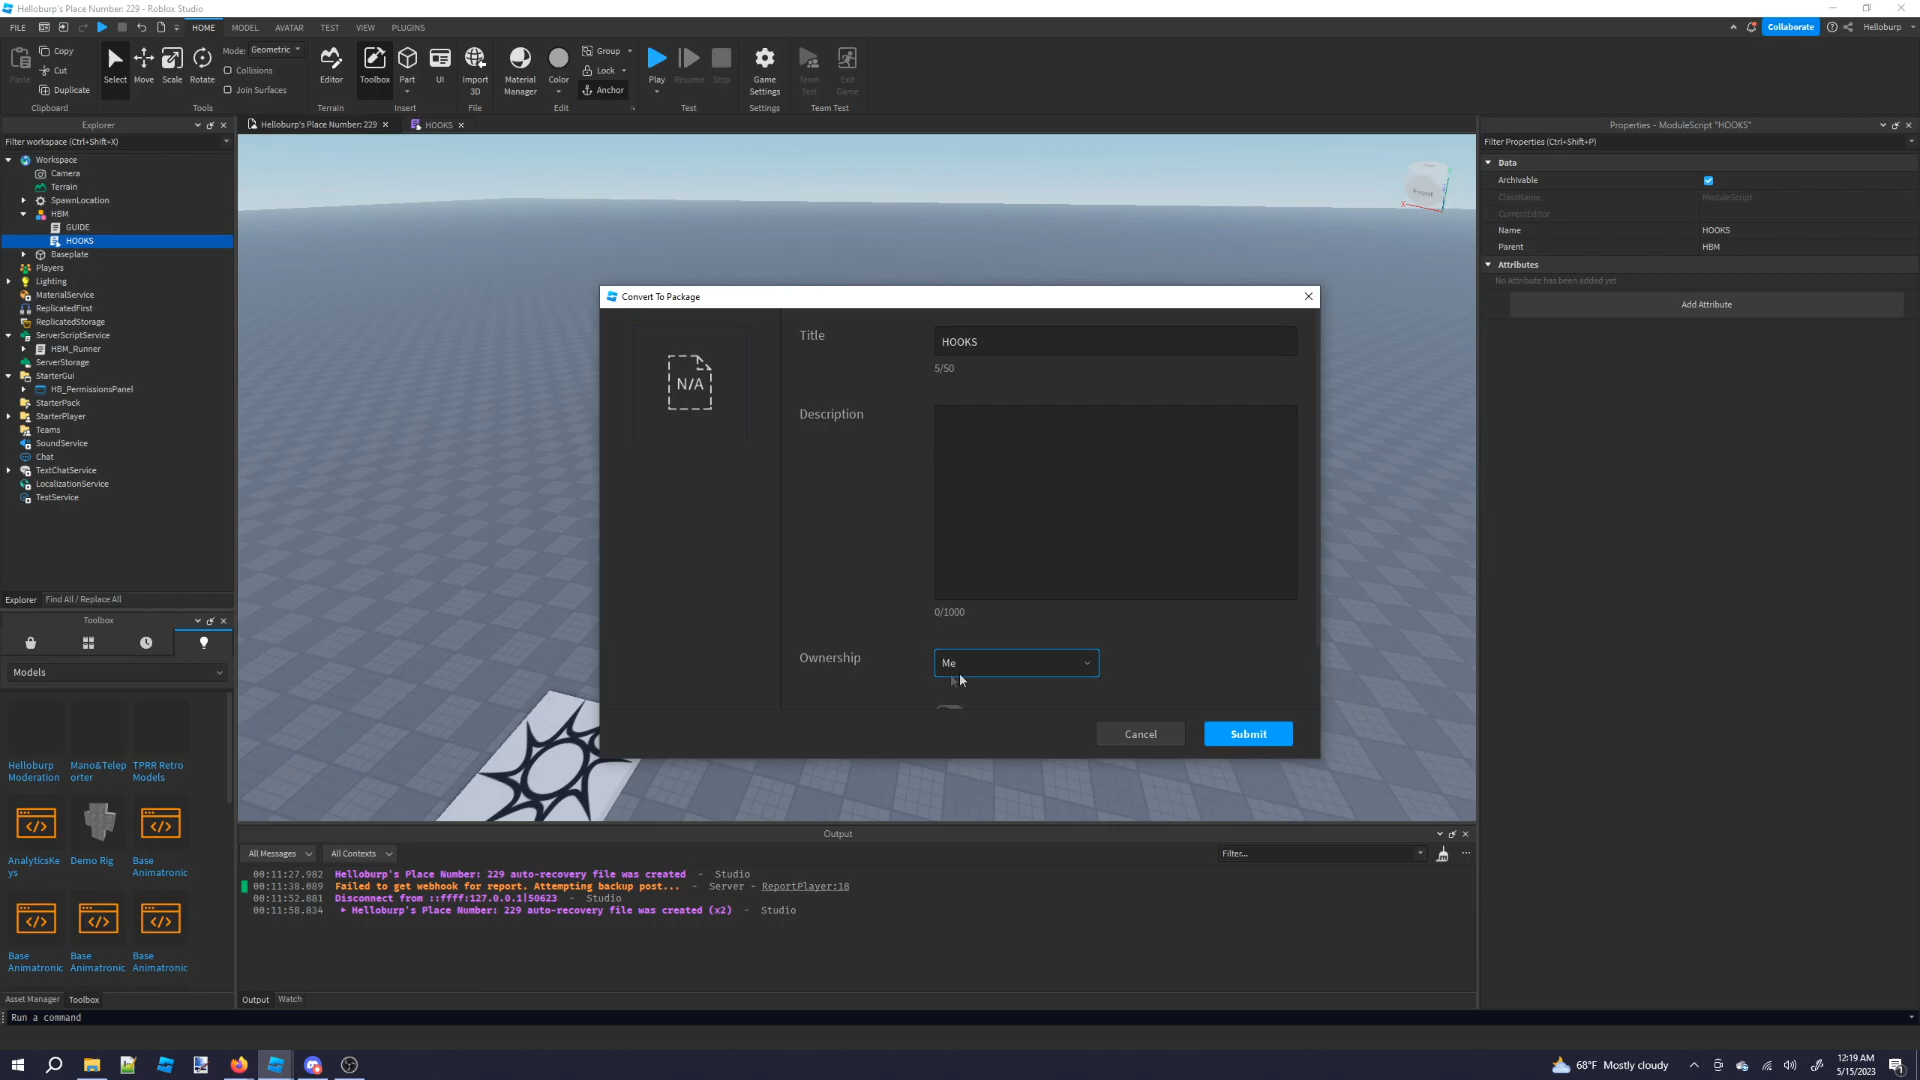 Helloburp's Place Number: 229 - Roblox Studio
FILE HOME MODEL AVATAR TEST VIEW PLUGINS Collaborate Helloburp
Paste Copy Cut Duplicate Select Move Scale Rotate Mode: Geometric Collisions Join Surfaces Editor Toolbox Part UI Import 3D Material Manager Color Group Lock Anchor Play Resume Stop Game Settings Team Test Exit Game
Clipboard Tools Terrain Insert File Edit Test Settings Team Test
Explorer
Filter workspace (Ctrl+Shift+X)
Workspace
Camera
Terrain
SpawnLocation
HBM
GUIDE
HOOKS
Baseplate
Players
Lighting
MaterialService
ReplicatedFirst
ReplicatedStorage
ServerScriptService
HBM_Runner
ServerStorage
StarterGui
HB_PermissionsPanel
StarterPack
StarterPlayer
Teams
SoundService
Chat
TextChatService
LocalizationService
TestService
Explorer Find All / Replace All
Toolbox
Models
Helloburp Moderation
Mano&Teleporter
TPRR Retro Models
AnalyticsKeys
Demo Rig
Base Animatronic
Base Animatronic
Base Animatronic
Base Animatronic
Asset Manager Toolbox
Helloburp's Place Number: 229 HOOKS
Front
X
Convert To Package
N/A
Title HOOKS
5/50
Description
0/1000
Ownership Me
Cancel Submit
Properties - ModuleScript "HOOKS"
Filter Properties (Ctrl+Shift+P)
Data
Archivable
ClassName ModuleScript
CurrentEditor
Name HOOKS
Parent HBM
Attributes
No Attribute has been added yet
Add Attribute
Output
All Messages All Contexts Filter...
00:11:27.982 Helloburp's Place Number: 229 auto-recovery file was created - Studio
00:11:38.089 Failed to get webhook for report. Attempting backup post... - Server - ReportPlayer:18
00:11:52.881 Disconnect from ::ffff:127.0.0.1|50623 - Studio
00:11:58.834 Helloburp's Place Number: 229 auto-recovery file was created (x2) - Studio
Output Watch
Run a command
68°F Mostly cloudy
12:19 AM
5/15/2023